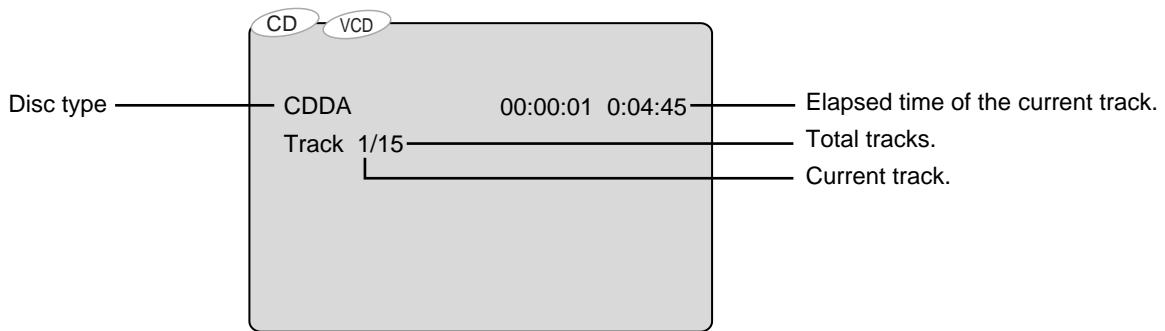 CD VCD
Disc type CDDA 00:00:01 0:04:45 Elapsed time of the current track.
Track 1/15 Total tracks.
Current track.